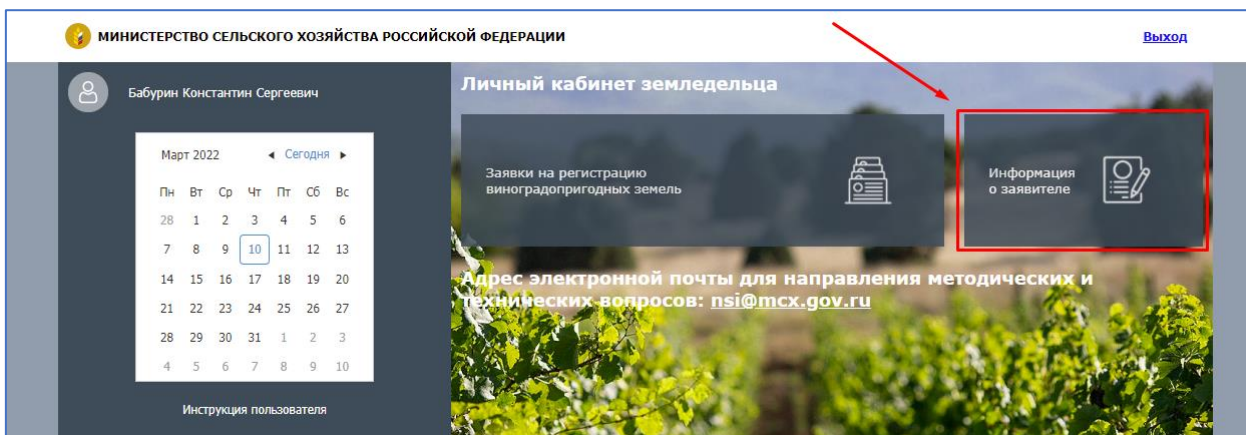 МИНИСТЕРСТВО СЕЛЬСКОГО ХОЗЯЙСТВА РОССИЙСКОЙ ФЕДЕРАЦИИ
Выход
Бабурин Константин Сергеевич
Март 2022 ◀ Сегодня ▶
Пн Вт Ср Чт Пт Сб Вс
28 1 2 3 4 5 6
7 8 9 10 11 12 13
14 15 16 17 18 19 20
21 22 23 24 25 26 27
28 29 30 31 1 2 3
4 5 6 7 8 9 10
Инструкция пользователя
Личный кабинет земледельца
Заявки на регистрацию
виноградопригодных земель
Информация
о заявителе
Адрес электронной почты для направления методических и
технических вопросов: nsi@mcx.gov.ru